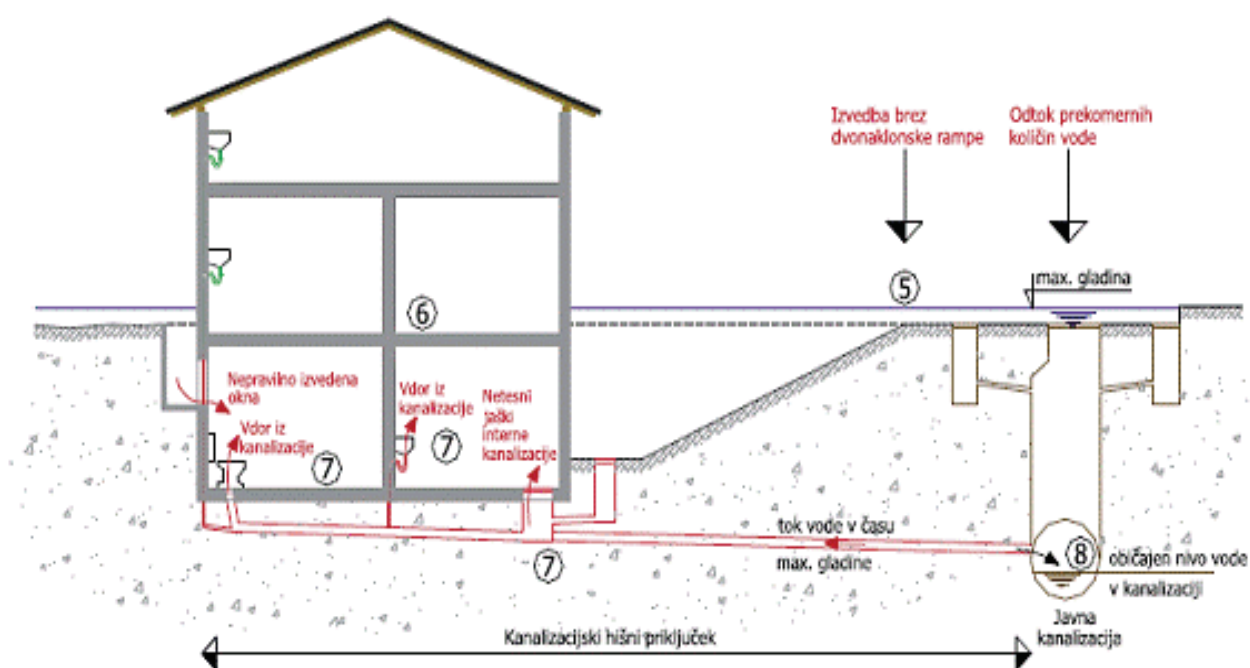 Izvedba brez
dvonaklonske rampe
Odtok prekomernih
količin vode
max. gladina
5
6
Nepravilno izvedena
okna
Vdor iz
kanalizacije
7
Vdor iz
kanalizacije
7
Netesni
jaški
interne
kanalizacije
7
tok vode v času
max. gladine
8
običajen nivo vode
v kanalizaciji
Javna
kanalizacija
Kanalizacijski hišni priključek